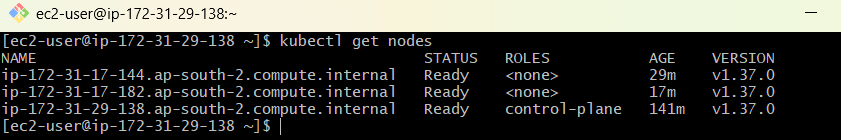 ec2-user@ip-172-31-29-138:~
[ec2-user@ip-172-31-29-138 ~]$ kubectl get nodes
NAME                                          STATUS   ROLES           AGE    VERSION
ip-172-31-17-144.ap-south-2.compute.internal   Ready    <none>          29m    v1.37.0
ip-172-31-17-182.ap-south-2.compute.internal   Ready    <none>          17m    v1.37.0
ip-172-31-29-138.ap-south-2.compute.internal   Ready    control-plane   141m   v1.37.0
[ec2-user@ip-172-31-29-138 ~]$